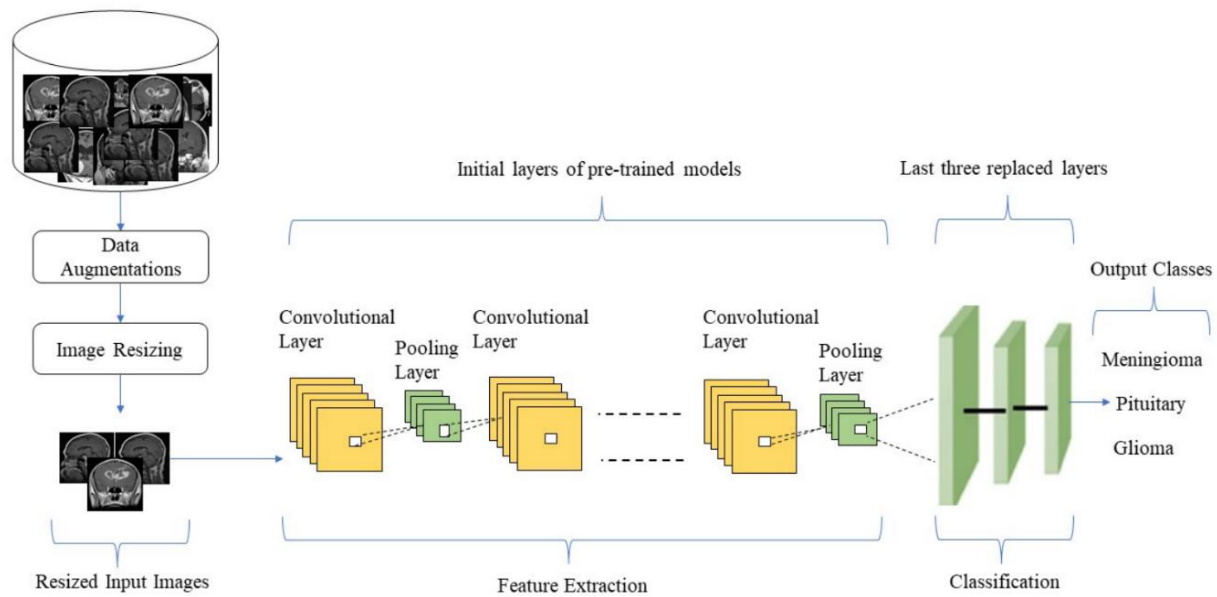 Data
Augmentations
Image Resizing
Resized Input Images
Initial layers of pre-trained models
Convolutional
Layer
Pooling
Layer
Convolutional
Layer
Convolutional
Layer
Pooling
Layer
Feature Extraction
Last three replaced layers
Classification
Output Classes
Meningioma
Pituitary
Glioma